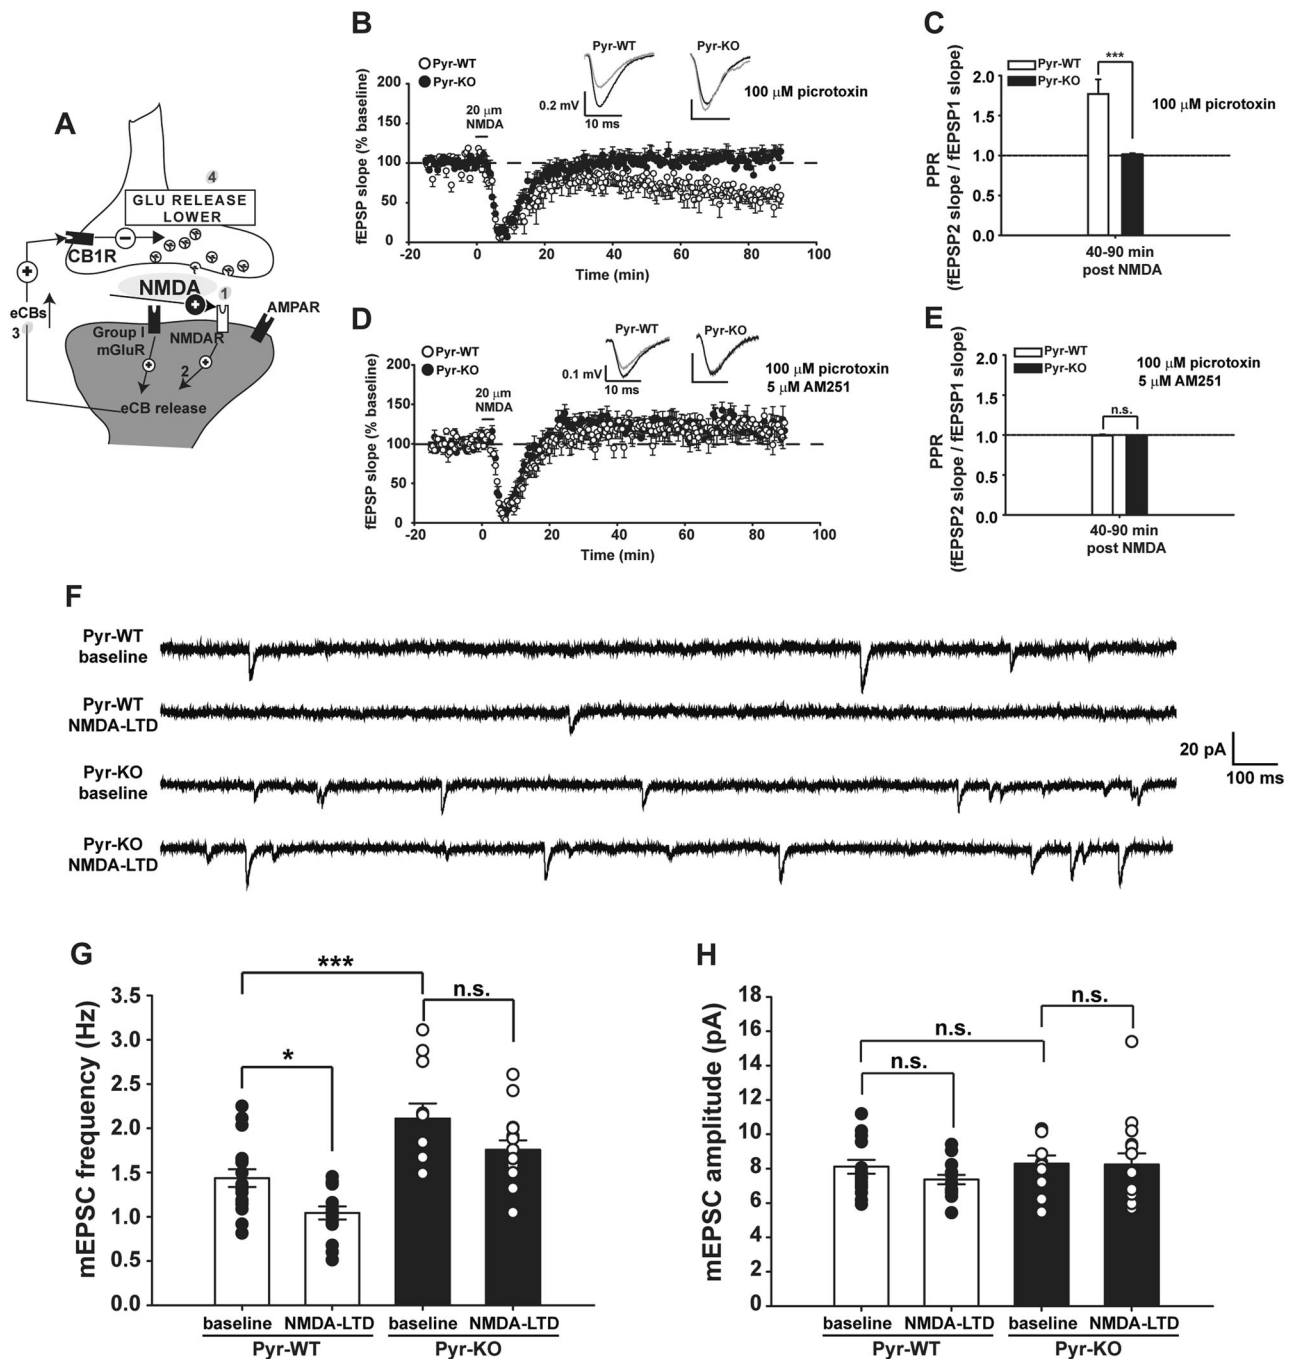 A
4
GLU RELEASE
LOWER
CB1R
−
+
NMDA
1
+
AMPAR
eCBs
3
Group I
mGluR
NMDAR
+
2
+
eCB release
B
Pyr-WT
Pyr-KO
Pyr-WT
Pyr-KO
100 μM picrotoxin
20 μm
NMDA
0.2 mV
10 ms
fEPSP slope (% baseline)
200
150
100
50
0
-20
0
20
40
60
80
100
Time (min)
C
Pyr-WT
Pyr-KO
***
100 μM picrotoxin
PPR
(fEPSP2 slope / fEPSP1 slope)
2.0
1.5
1.0
0.5
0.0
40-90 min
post NMDA
D
Pyr-WT
Pyr-KO
Pyr-WT
Pyr-KO
100 μM picrotoxin
5 μM AM251
20 μm
NMDA
0.1 mV
10 ms
fEPSP slope (% baseline)
200
150
100
50
0
-20
0
20
40
60
80
100
Time (min)
E
Pyr-WT
Pyr-KO
100 μM picrotoxin
5 μM AM251
n.s.
PPR
(fEPSP2 slope / fEPSP1 slope)
2.0
1.5
1.0
0.5
0.0
40-90 min
post NMDA
F
Pyr-WT
baseline
Pyr-WT
NMDA-LTD
Pyr-KO
baseline
Pyr-KO
NMDA-LTD
20 pA
100 ms
G
***
n.s.
*
mEPSC frequency (Hz)
3.5
3.0
2.5
2.0
1.5
1.0
0.5
0.0
baseline NMDA-LTD baseline NMDA-LTD
Pyr-WT Pyr-KO
H
n.s.
n.s.
n.s.
mEPSC amplitude (pA)
18
16
14
12
10
8
6
4
2
0
baseline NMDA-LTD baseline NMDA-LTD
Pyr-WT Pyr-KO